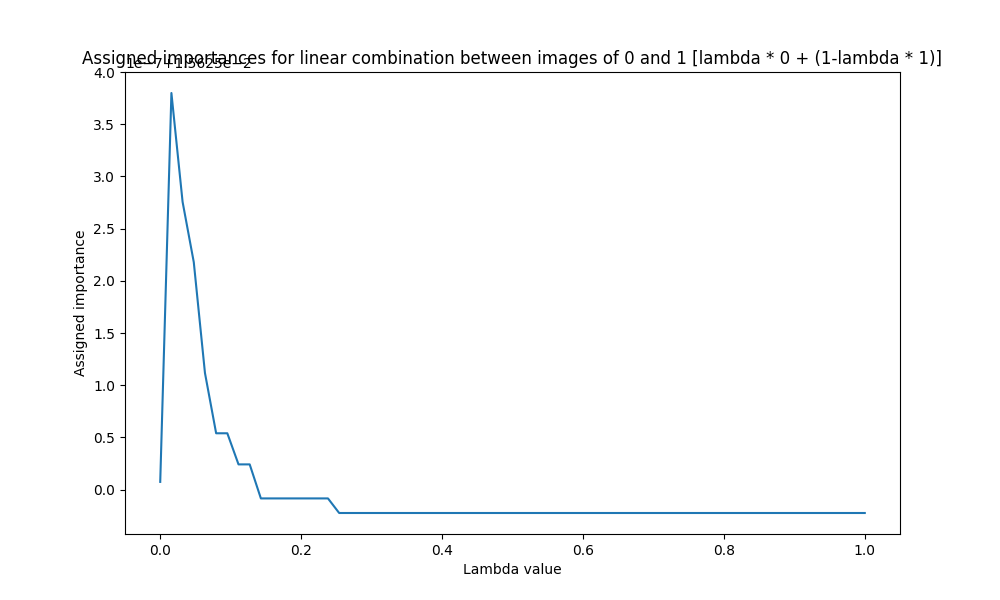 Assigned importances for linear combination between images of 0 and 1 [lambda * 0 + (1-lambda * 1)]
1e−7+1.5625e−2
4.0
3.5
3.0
2.5
2.0
1.5
1.0
0.5
0.0
Assigned importance
0.0 0.2 0.4 0.6 0.8 1.0
Lambda value